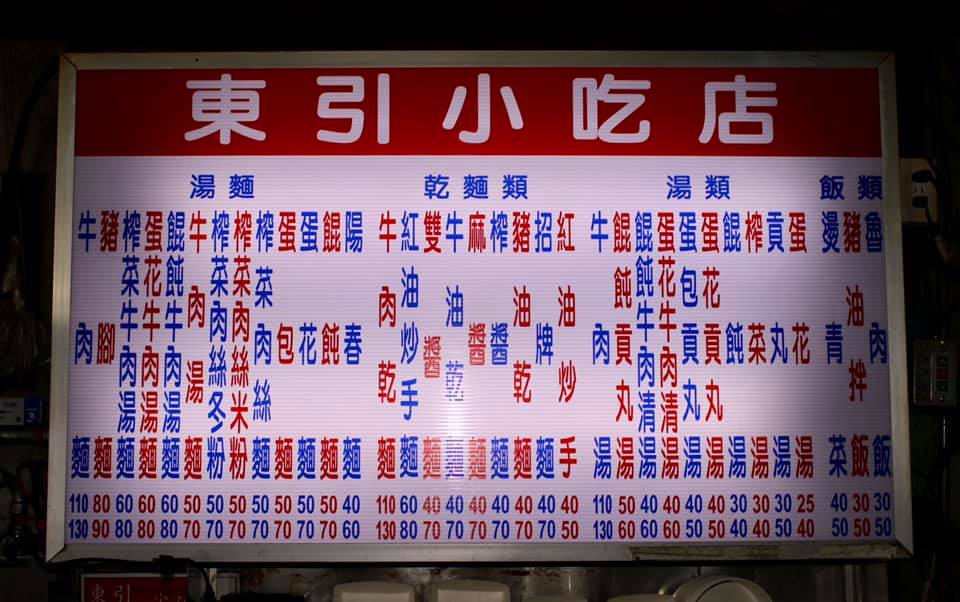 東引小吃店
湯麵
牛肉麵
豬腳麵
榨菜牛肉湯麵
蛋花牛肉湯麵
餛飩牛肉湯麵
牛肉湯麵
榨菜肉絲冬粉
榨菜肉絲米粉
榨菜肉絲麵
蛋包麵
蛋花麵
餛飩麵
陽春麵
110 80 60 60 60 50 50 50 50 50 50 50 40
130 90 80 80 80 70 70 70 70 70 70 70 60
乾麵類
牛肉乾麵
紅油炒手麵
雙醬麵
牛油乾麵
麻醬麵
榨醬麵
豬油乾麵
招牌麵
紅油炒手
110 60 40 40 40 40 40 40 40
130 80 70 70 70 70 70 70 50
湯類
牛肉湯
餛飩貢丸湯
餛飩牛肉清湯
蛋花牛肉清湯
蛋包貢丸湯
蛋花貢丸湯
餛飩湯
榨菜湯
貢丸湯
蛋花湯
110 50 40 40 40 40 30 30 30 25
130 60 60 60 50 50 40 40 50 40
飯類
燙青菜
豬油拌飯
魯肉飯
40 30 30
50 50 50
東引小